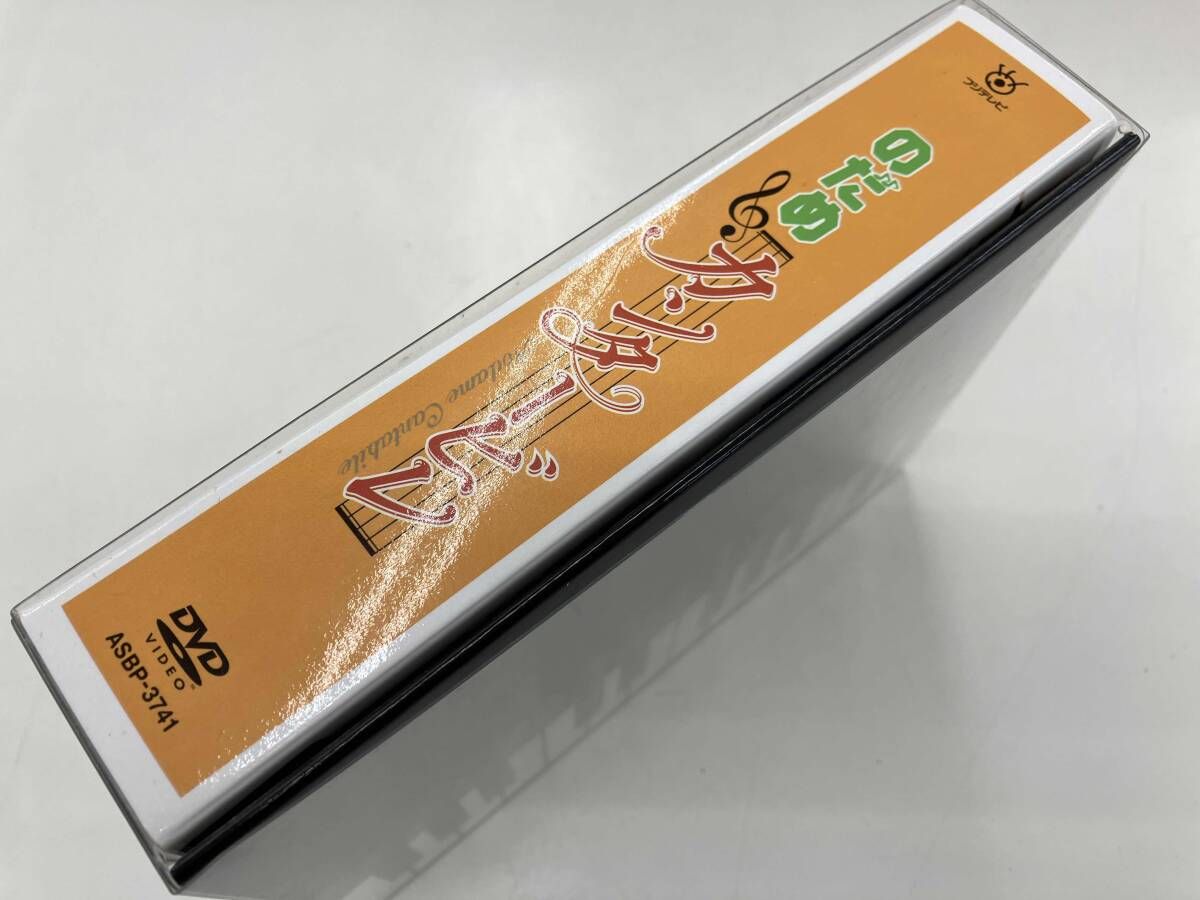 フジテレビ
のだめ
カンタービレ
Nodame Cantabile
DVD
VIDEO
ASBP-3741